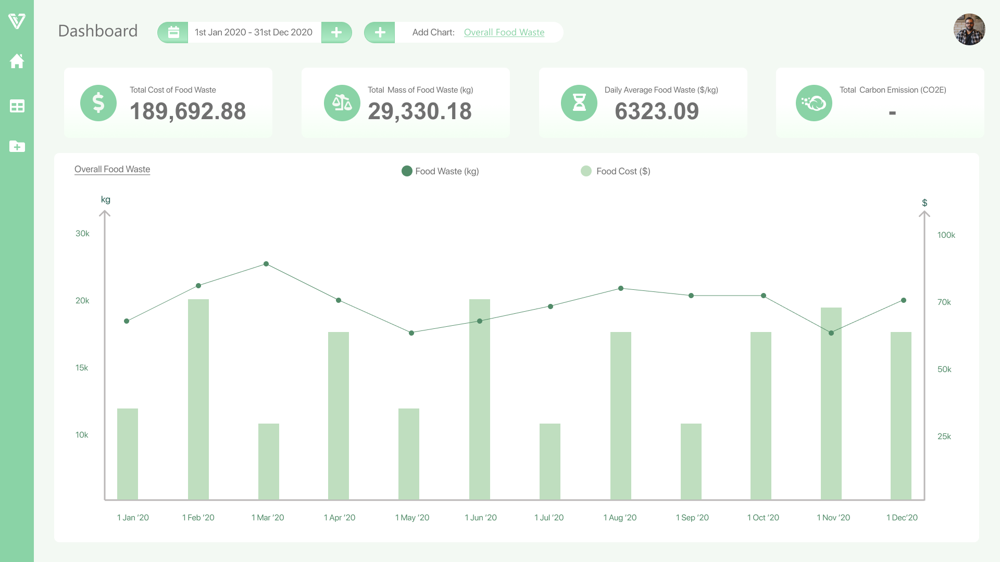 Dashboard
1st Jan 2020 - 31st Dec 2020
Add Chart: Overall Food Waste
Total Cost of Food Waste
189,692.88
Total Mass of Food Waste (kg)
29,330.18
Daily Average Food Waste ($/kg)
6323.09
Total Carbon Emission (CO2E)
-
Overall Food Waste
Food Waste (kg)
Food Cost ($)
kg
$
30k
100k
20k
70k
15k
50k
10k
25k
1 Jan ’20
1 Feb ’20
1 Mar ’20
1 Apr ’20
1 May ’20
1 Jun ’20
1 Jul ’20
1 Aug ’20
1 Sep ’20
1 Oct ’20
1 Nov ’20
1 Dec’20